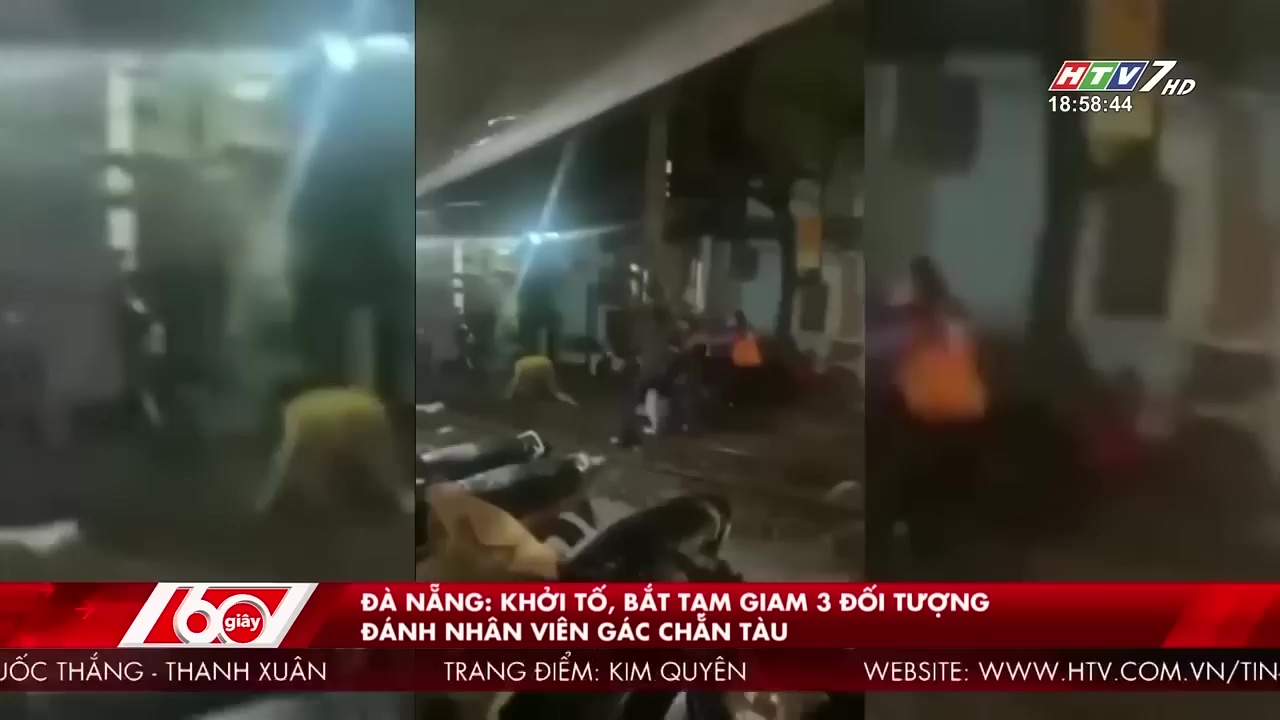 HTV7 HD
18:58:44
60 giây
ĐÀ NẴNG: KHỞI TỐ, BẮT TẠM GIAM 3 ĐỐI TƯỢNG
ĐÁNH NHÂN VIÊN GÁC CHẮN TÀU
UỐC THẮNG - THANH XUÂN TRANG ĐIỂM: KIM QUYÊN WEBSITE: WWW.HTV.COM.VN/TIN